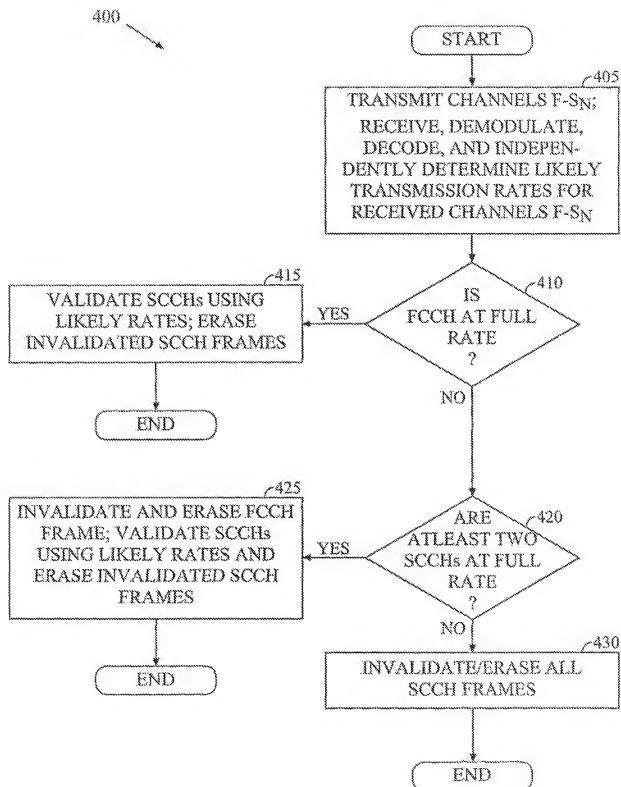 400
START
405
TRANSMIT CHANNELS F-SN;
RECEIVE, DEMODULATE,
DECODE, AND INDEPEN-
DENTLY DETERMINE LIKELY
TRANSMISSION RATES FOR
RECEIVED CHANNELS F-SN
410
IS
FCCH AT FULL
RATE
?
YES
NO
415
VALIDATE SCCHs USING
LIKELY RATES; ERASE
INVALIDATED SCCH FRAMES
END
420
ARE
ATLEAST TWO
SCCHs AT FULL
RATE
?
YES
NO
425
INVALIDATE AND ERASE FCCH
FRAME; VALIDATE SCCHs
USING LIKELY RATES AND
ERASE INVALIDATED SCCH
FRAMES
END
430
INVALIDATE/ERASE ALL
SCCH FRAMES
END